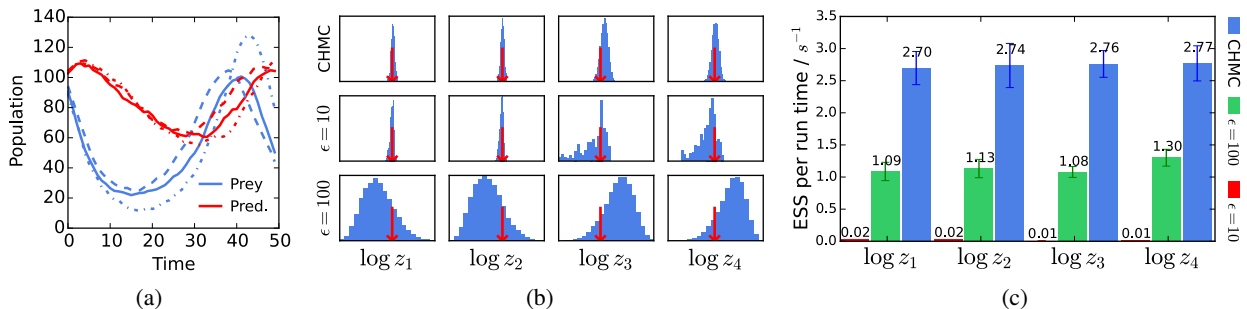 140
120
100
80
60
40
20
0
Population
0 10 20 30 40 50
Time
Prey
Pred.
(a)
CHMC
ϵ = 10
ϵ = 100
log z₁ log z₂ log z₃ log z₄
(b)
3.5
3.0
2.5
2.0
1.5
1.0
0.5
0.0
ESS per run time / s⁻¹
2.70 2.74 2.76 2.77
1.09 1.13 1.08 1.30
0.02 0.02 0.01 0.01
log z₁ log z₂ log z₃ log z₄
CHMC
ϵ=100
ϵ=10
(c)